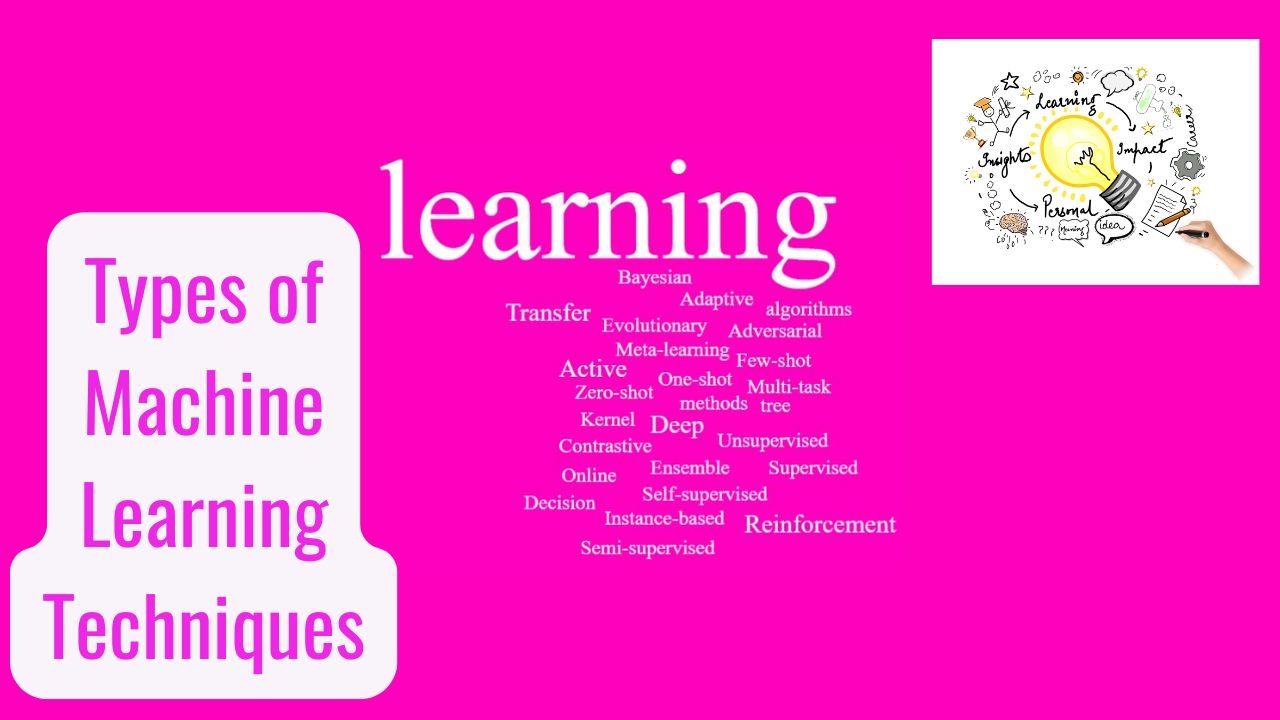 Types of
Machine
Learning
Techniques
learning
Bayesian
Adaptive
algorithms
Transfer
Evolutionary
Adversarial
Meta-learning
Few-shot
Active
One-shot
Multi-task
Zero-shot
methods
tree
Kernel
Deep
Unsupervised
Contrastive
Ensemble
Supervised
Online
Self-supervised
Decision
Instance-based
Reinforcement
Semi-supervised
Learning
Insights
Impact
Career
Personal
Meaning
idea
???